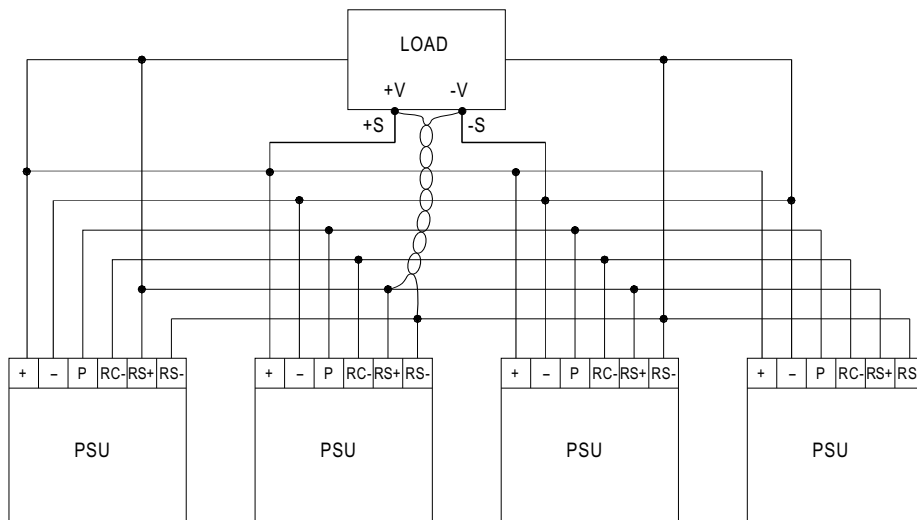 LOAD
+V -V
+S -S
+ – P RC- RS+ RS- + – P RC- RS+ RS- + – P RC- RS+ RS- + – P RC- RS+ RS
PSU PSU PSU PSU